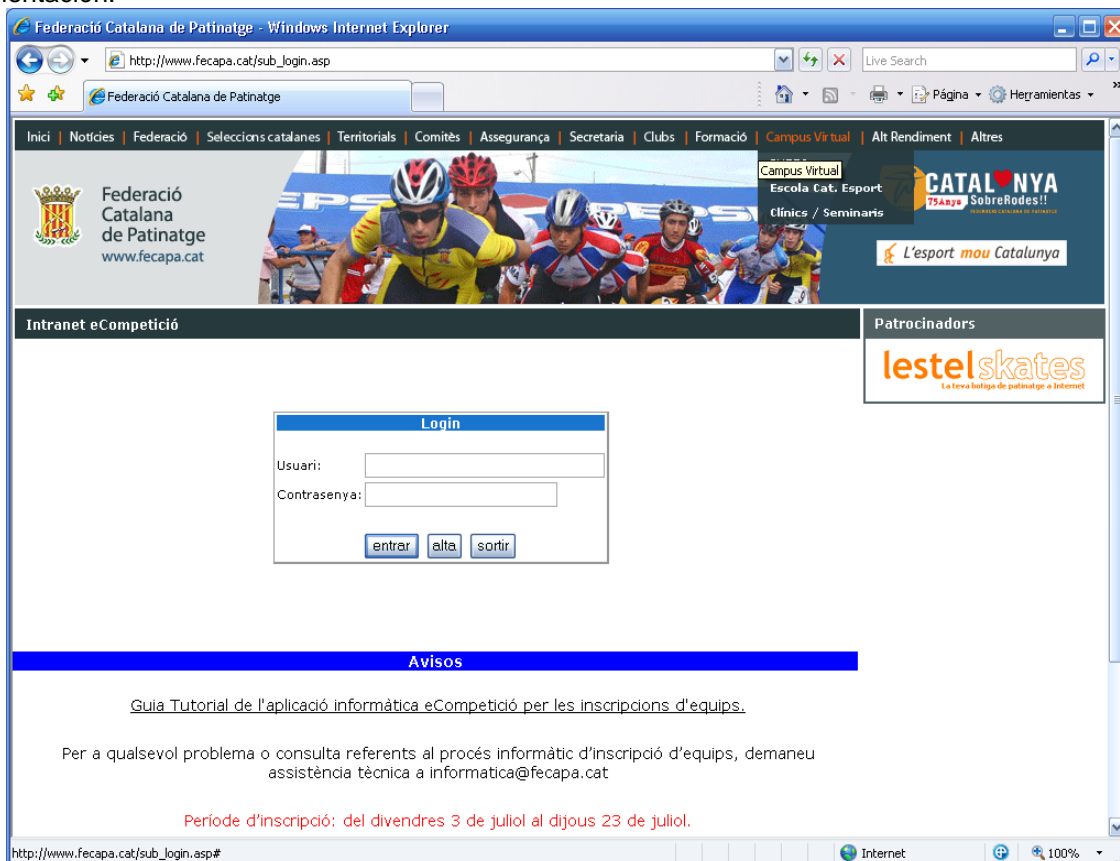 entación.
Federació Catalana de Patinatge - Windows Internet Explorer
http://www.fecapa.cat/sub_login.asp
Live Search
Federació Catalana de Patinatge
Página
Herramientas
Inici | Notícies | Federació | Seleccions catalanes | Territorials | Comitès | Assegurança | Secretaria | Clubs | Formació | Campus Virtual | Alt Rendiment | Altres
Campus Virtual
Escola Cat. Esport
Clínics / Seminaris
Federació
Catalana
de Patinatge
www.fecapa.cat
EPS
PEPSI
CATALONYA
75Anys SobreRodes!!
L'esport mou Catalunya
Intranet eCompetició
Patrocinadors
lestelskates
La teva botiga de patinatge a Internet
Login
Usuari:
Contrasenya:
entrar alta sortir
Avisos
Guia Tutorial de l'aplicació informàtica eCompetició per les inscripcions d'equips.
Per a qualsevol problema o consulta referents al procés informàtic d'inscripció d'equips, demaneu
assistència tècnica a informatica@fecapa.cat
Període d'inscripció: del divendres 3 de juliol al dijous 23 de juliol.
http://www.fecapa.cat/sub_login.asp#
Internet
100%